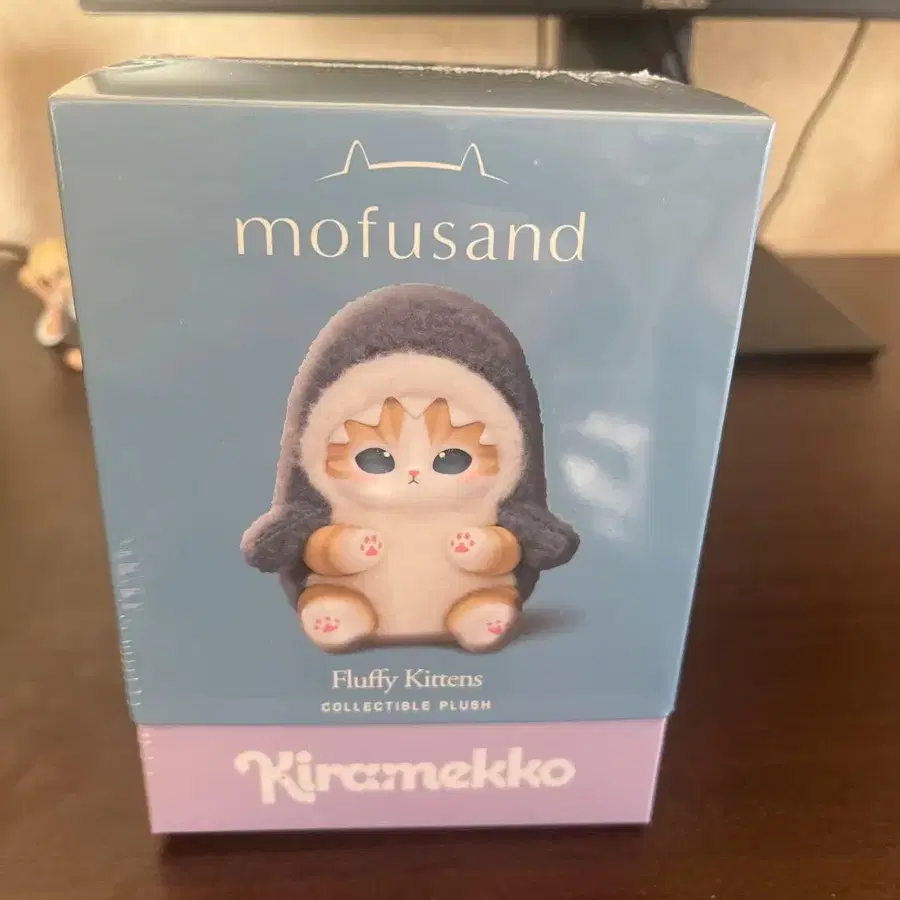 mofusand
Fluffy Kittens
COLLECTIBLE PLUSH
Kiramekko